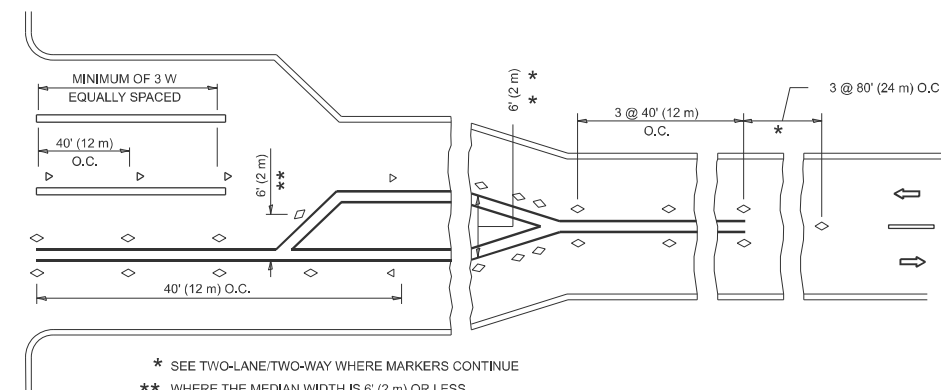 MINIMUM OF 3 W
EQUALLY SPACED
40' (12 m)
O.C.
6' (2 m)
**
6' (2 m)
*
*
3 @ 40' (12 m)
O.C.
*
3 @ 80' (24 m) O.C
40' (12 m) O.C.
* SEE TWO-LANE/TWO-WAY WHERE MARKERS CONTINUE
** WHERE THE MEDIAN WIDTH IS 6' (2 m) OR LESS